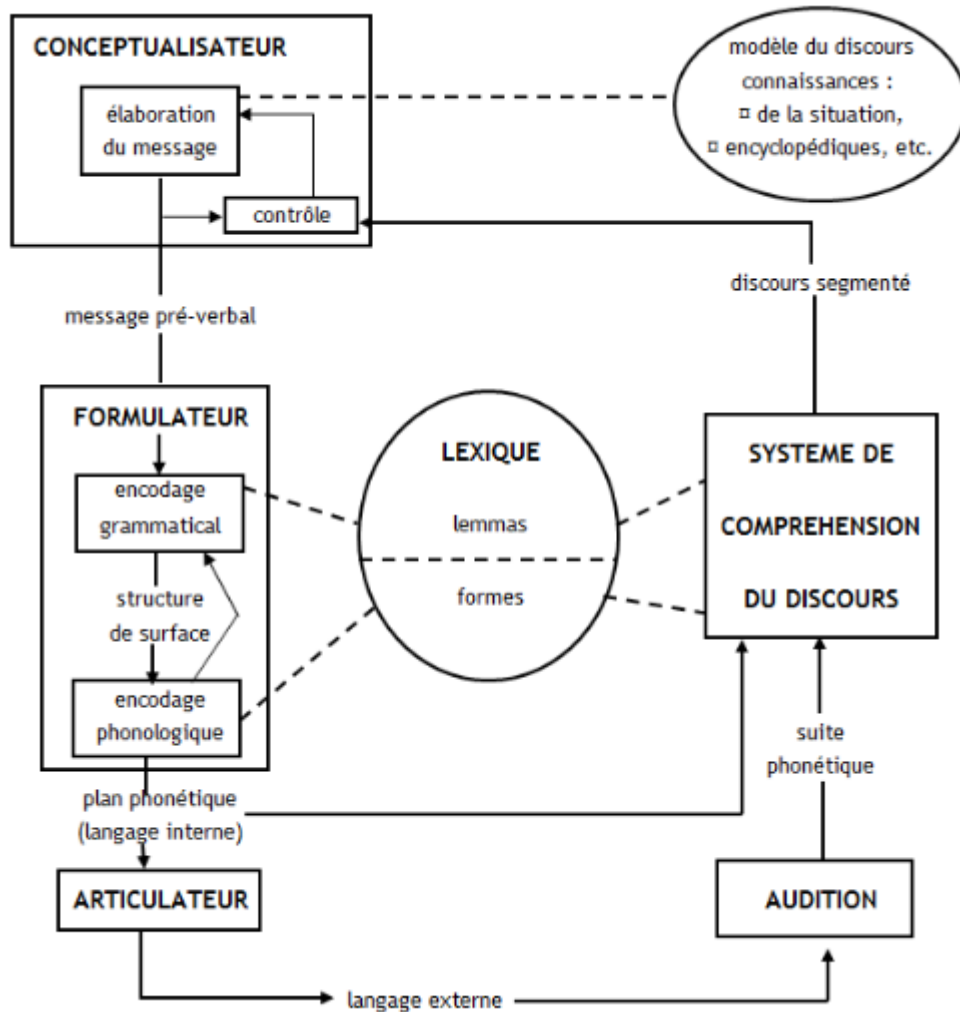 CONCEPTUALISATEUR
élaboration
du message
contrôle
modèle du discours
connaissances :
¤ de la situation,
¤ encyclopédiques, etc.
discours segmenté
message pré-verbal
FORMULATEUR
encodage
grammatical
structure
de surface
encodage
phonologique
LEXIQUE
lemmas
formes
SYSTEME DE
COMPREHENSION
DU DISCOURS
suite
phonétique
plan phonétique
(langage interne)
ARTICULATEUR
AUDITION
langage externe